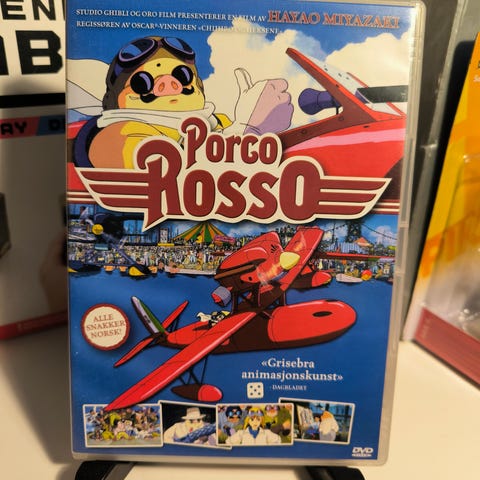 STUDIO GHIBLI OG ORO FILM PRESENTERER EN FILM AV HAYAO MIYAZAKI
REGISSØREN AV OSCAR®-VINNEREN
PORCO
ROSSO
ALLE
SNAKKER
NORSK!
«Grisebra
animasjonskunst»
- DAGBLADET
DVD